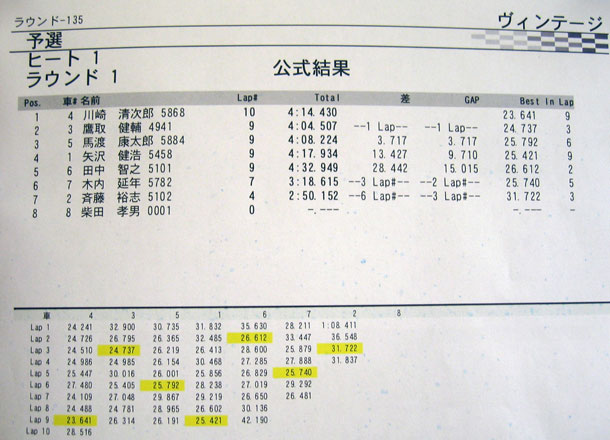 ラウンド-135 ヴィンテージ
予選
ヒート 1
ラウンド 1
公式結果
Pos. 車# 名前 Lap# Total 差 GAP Best In Lap
1 4 川崎 清次郎 5868 10 4:14.430 23.641 9
2 3 鷹取 健輔 4941 9 4:04.507 --1 Lap-- --1 Lap-- 24.737 3
3 5 馬渡 康太郎 5884 9 4:08.224 3.717 3.717 25.792 6
4 1 矢沢 健浩 5458 9 4:17.934 13.427 9.710 25.421 9
5 6 田中 智之 5101 9 4:32.949 28.442 15.015 26.612 2
6 7 木内 延年 5782 7 3:18.615 --3 Lap#-- --2 Lap#-- 25.740 5
7 2 斉藤 裕志 5102 4 2:50.152 --6 Lap#-- --3 Lap#-- 31.722 3
8 8 柴田 孝男 0001 0 -.--- -.---
車 4 3 5 1 6 7 2 8
Lap 1 24.241 32.900 30.735 31.832 35.630 28.211 1:08.411
Lap 2 24.726 26.795 26.365 32.485 26.612 33.447 36.548
Lap 3 24.510 24.737 26.219 26.413 28.600 25.879 31.722
Lap 4 24.986 24.985 26.154 30.468 27.285 27.888 31.837
Lap 5 25.447 30.016 26.001 25.856 26.829 25.740
Lap 6 27.480 25.405 25.792 28.238 27.019 29.292
Lap 7 24.109 27.048 29.867 29.219 26.650 26.481
Lap 8 24.488 24.781 28.965 26.602 30.136
Lap 9 23.641 26.314 26.191 25.421 42.190
Lap 10 28.516